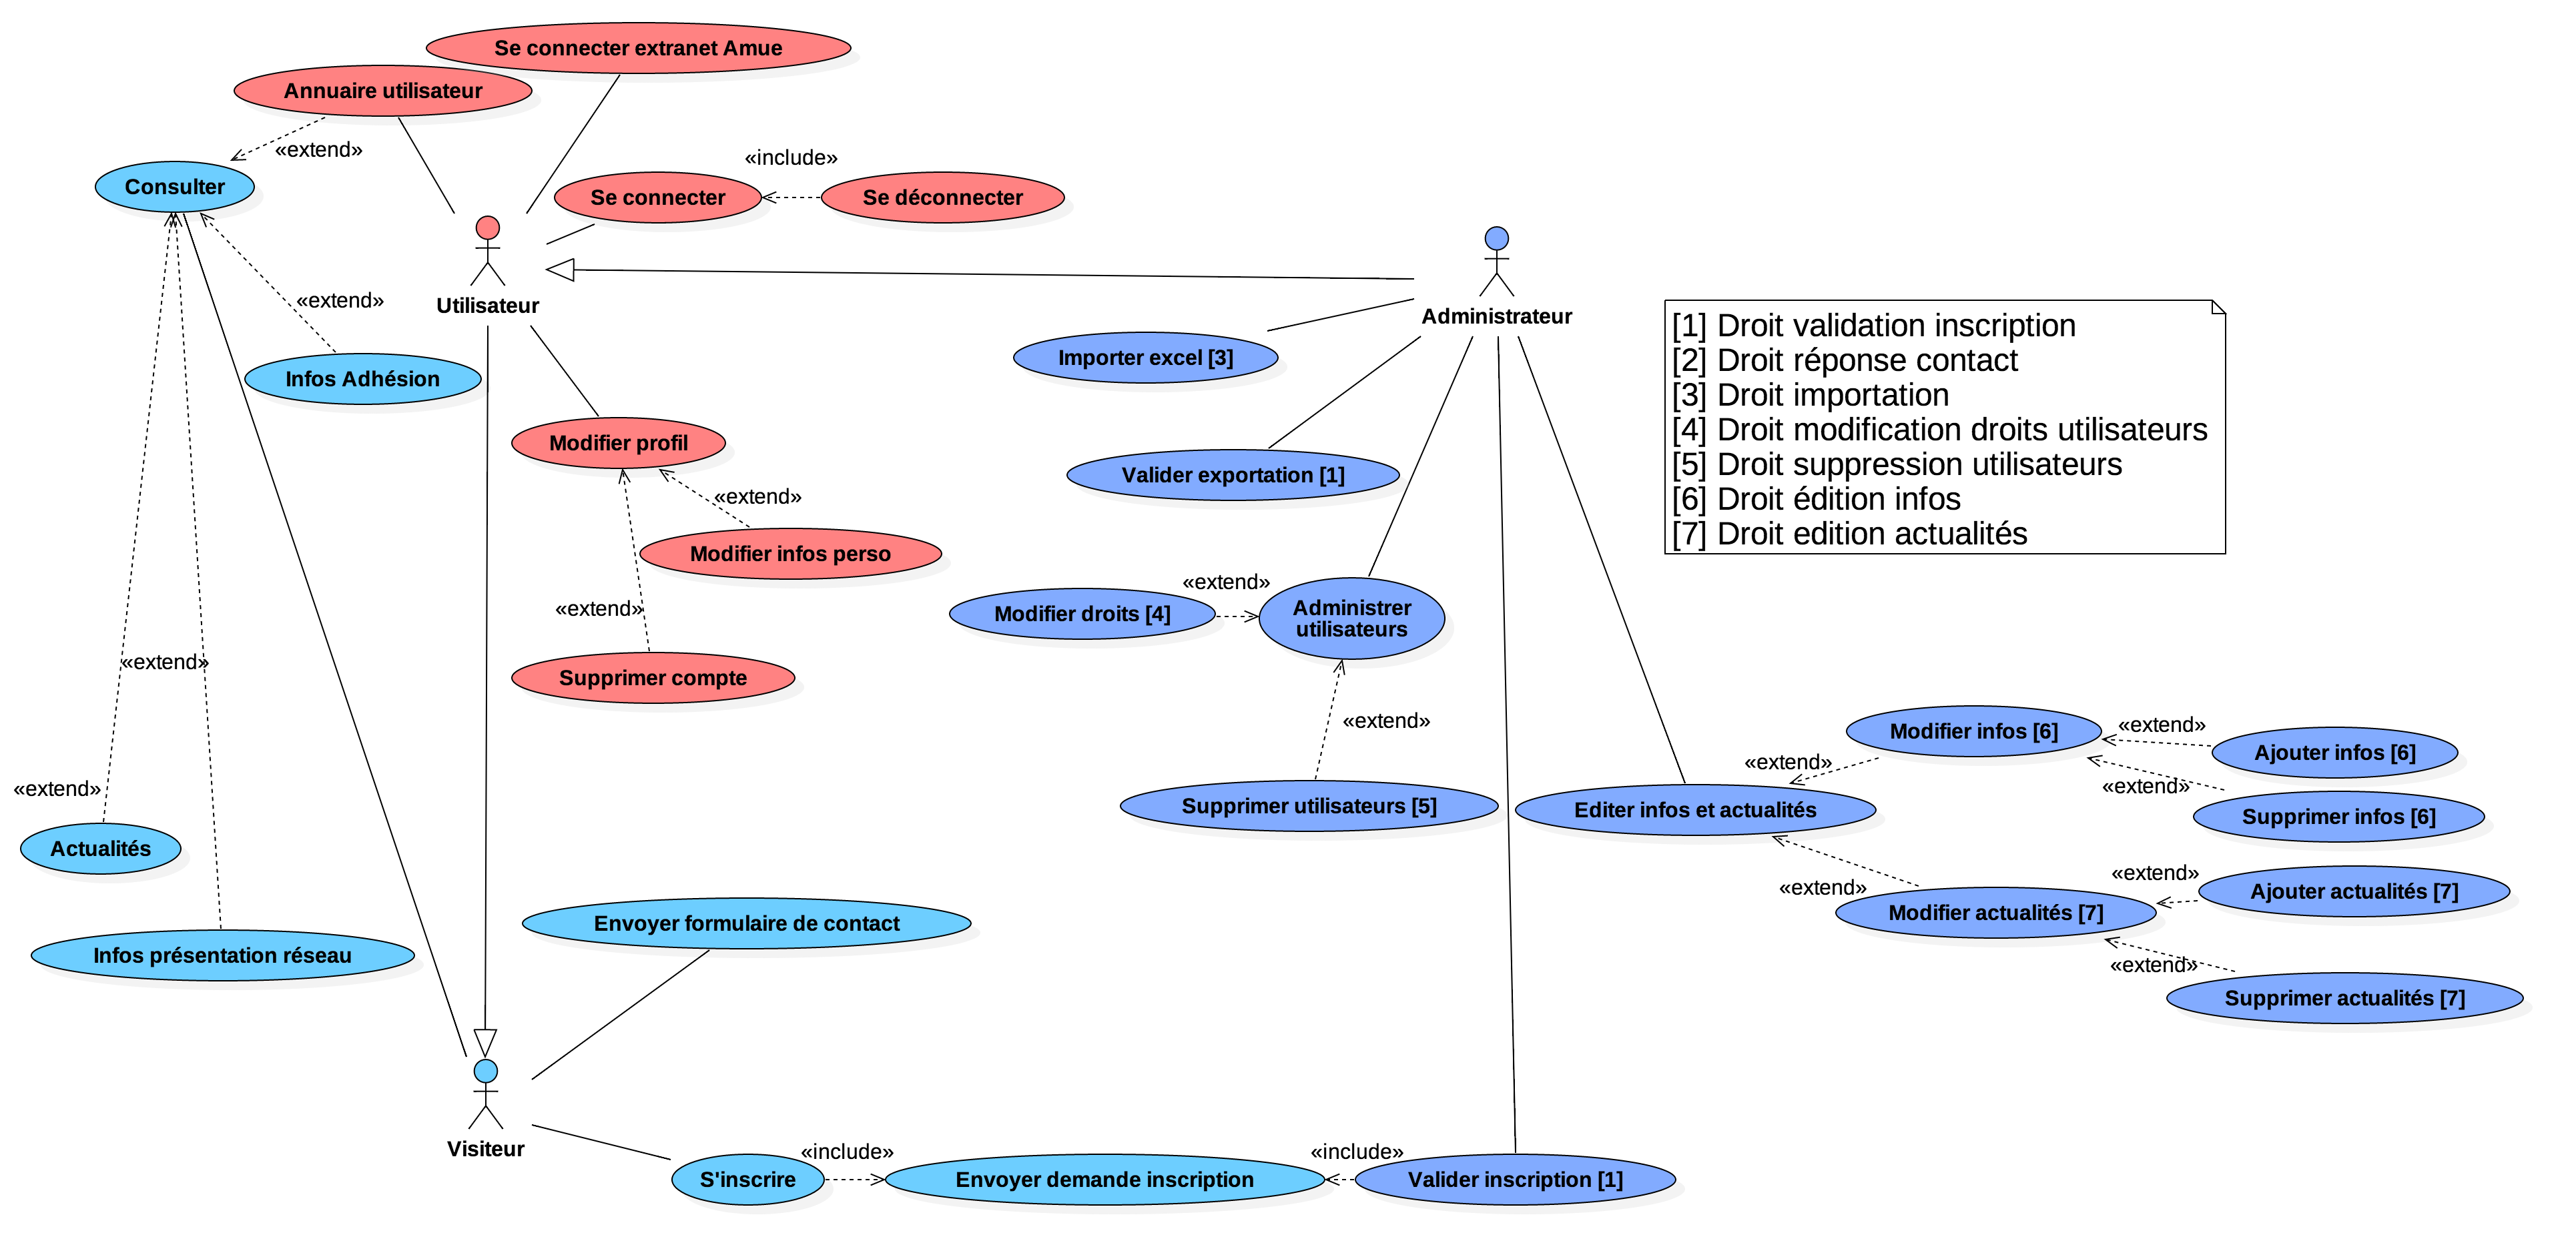 Se connecter extranet Amue
Annuaire utilisateur
«extend»
«include»
Consulter
Se connecter
Se déconnecter
«extend»
Utilisateur
Administrateur
Importer excel [3]
Infos Adhésion
[1] Droit validation inscription
[2] Droit réponse contact
[3] Droit importation
[4] Droit modification droits utilisateurs
[5] Droit suppression utilisateurs
[6] Droit édition infos
[7] Droit edition actualités
Modifier profil
Valider exportation [1]
«extend»
Modifier infos perso
«extend»
«extend»
Modifier droits [4]
Administrer
utilisateurs
«extend»
Supprimer compte
«extend»
«extend»
Actualités
Supprimer utilisateurs [5]
Modifier infos [6]
«extend»
Ajouter infos [6]
«extend»
«extend»
Editer infos et actualités
Supprimer infos [6]
«extend»
«extend»
Ajouter actualités [7]
Modifier actualités [7]
«extend»
Supprimer actualités [7]
Envoyer formulaire de contact
Infos présentation réseau
Visiteur
«include»
«include»
S'inscrire
Envoyer demande inscription
Valider inscription [1]